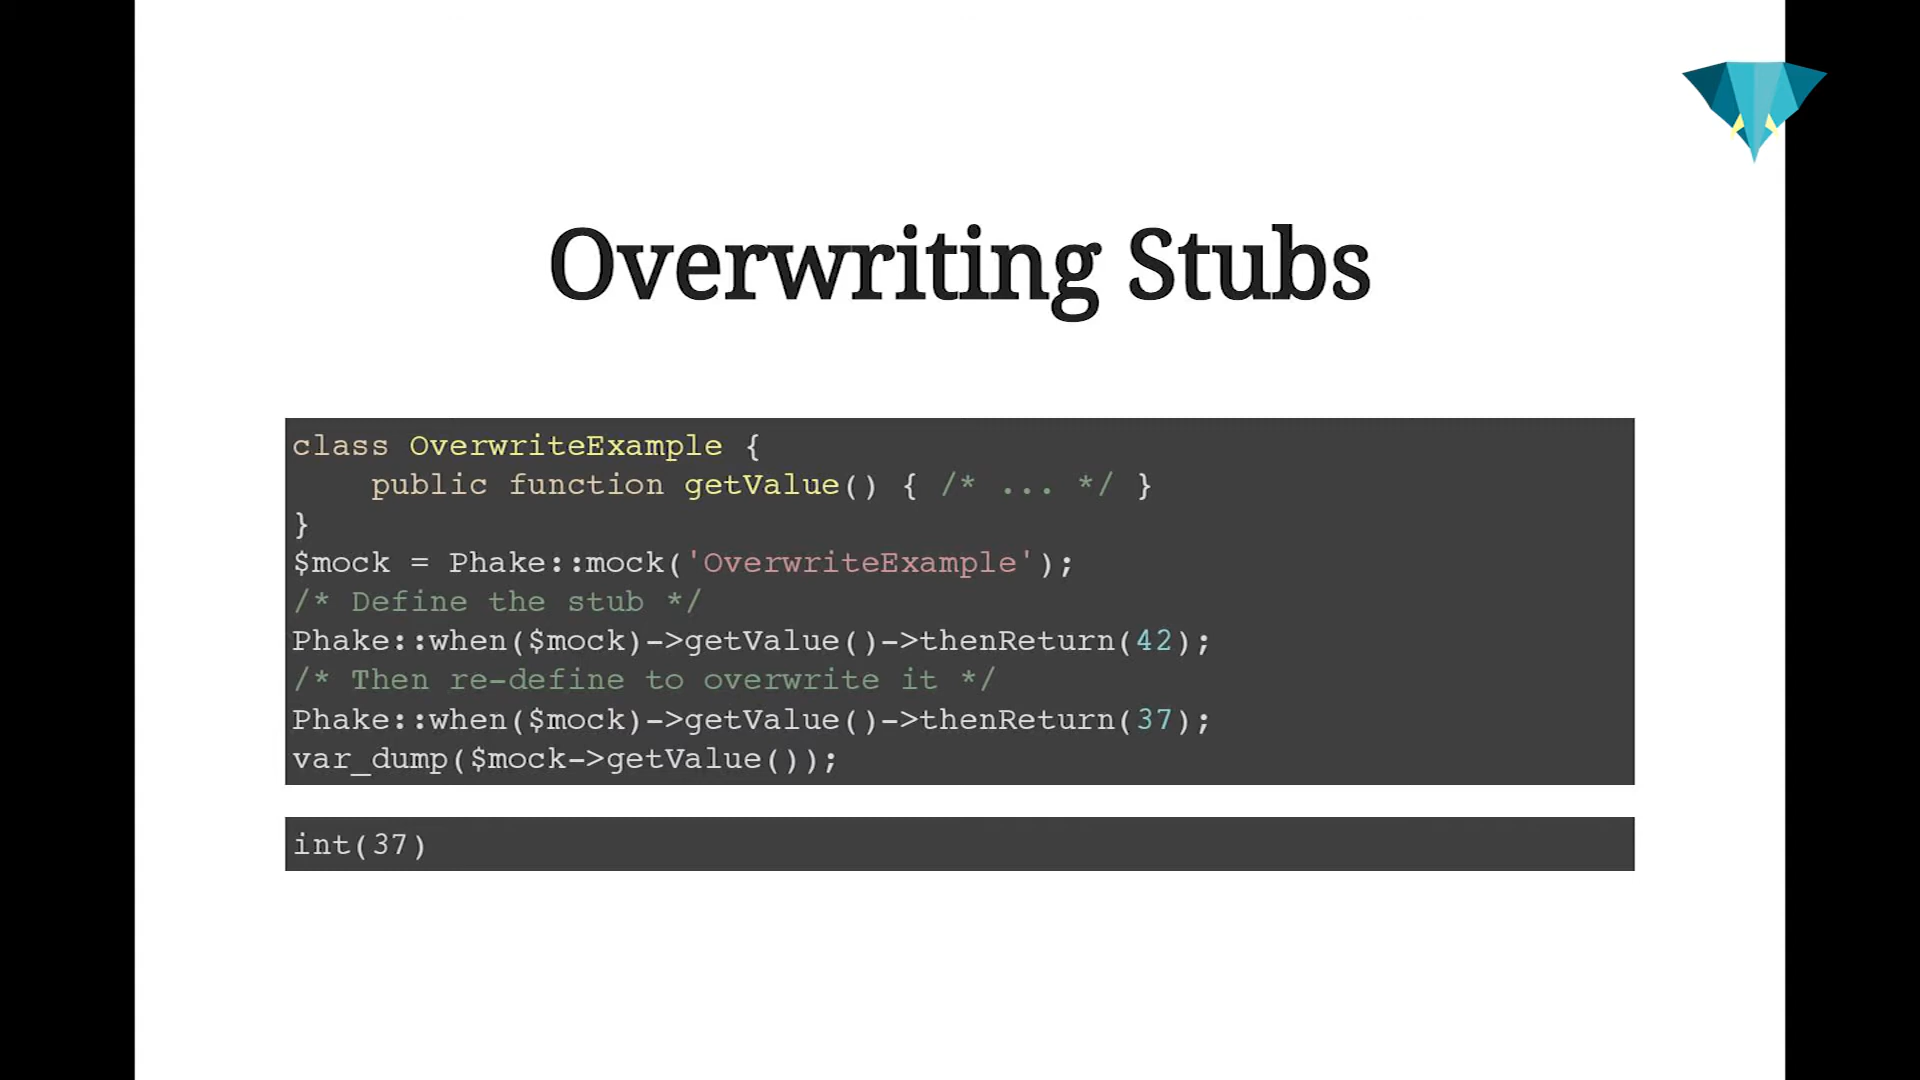 Overwriting Stubs
class OverwriteExample {
    public function getValue() { /* ... */ }
}
$mock = Phake::mock('OverwriteExample');
/* Define the stub */
Phake::when($mock)->getValue()->thenReturn(42);
/* Then re-define to overwrite it */
Phake::when($mock)->getValue()->thenReturn(37);
var_dump($mock->getValue());
int(37)